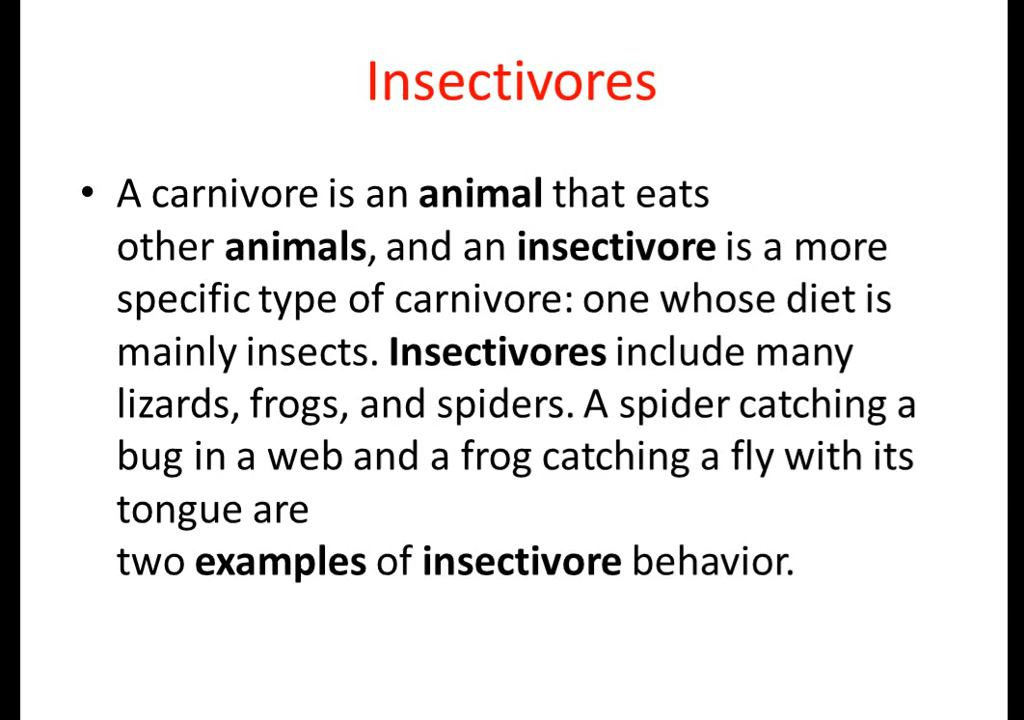 Insectivores
• A carnivore is an animal that eats
other animals, and an insectivore is a more
specific type of carnivore: one whose diet is
mainly insects. Insectivores include many
lizards, frogs, and spiders. A spider catching a
bug in a web and a frog catching a fly with its
tongue are
two examples of insectivore behavior.